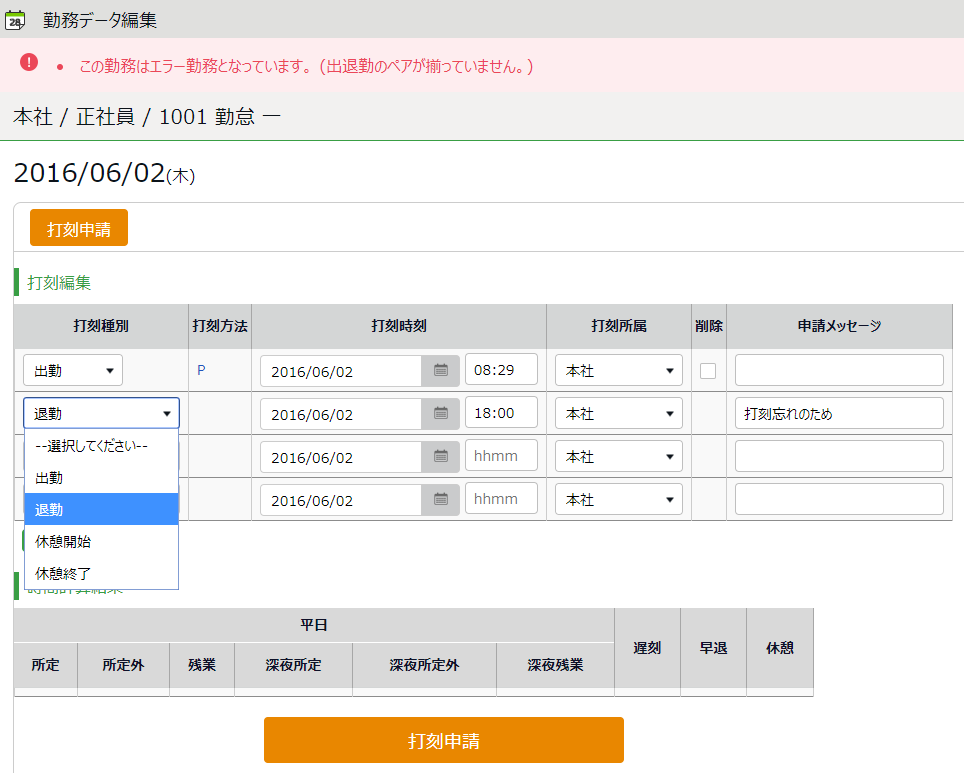 28 勤務データ編集
! • この勤務はエラー勤務となっています。（出退勤のペアが揃っていません。）
本社 / 正社員 / 1001 勤怠 一
2016/06/02(木)
打刻申請
打刻編集
打刻種別 打刻方法 打刻時刻 打刻所属 削除 申請メッセージ
出勤 P 2016/06/02 08:29 本社
退勤 2016/06/02 18:00 本社 打刻忘れのため
--選択してください-- 2016/06/02 hhmm 本社
出勤
退勤 2016/06/02 hhmm 本社
休憩開始
休憩終了
平日 遅刻 早退 休憩
所定 所定外 残業 深夜所定 深夜所定外 深夜残業
打刻申請